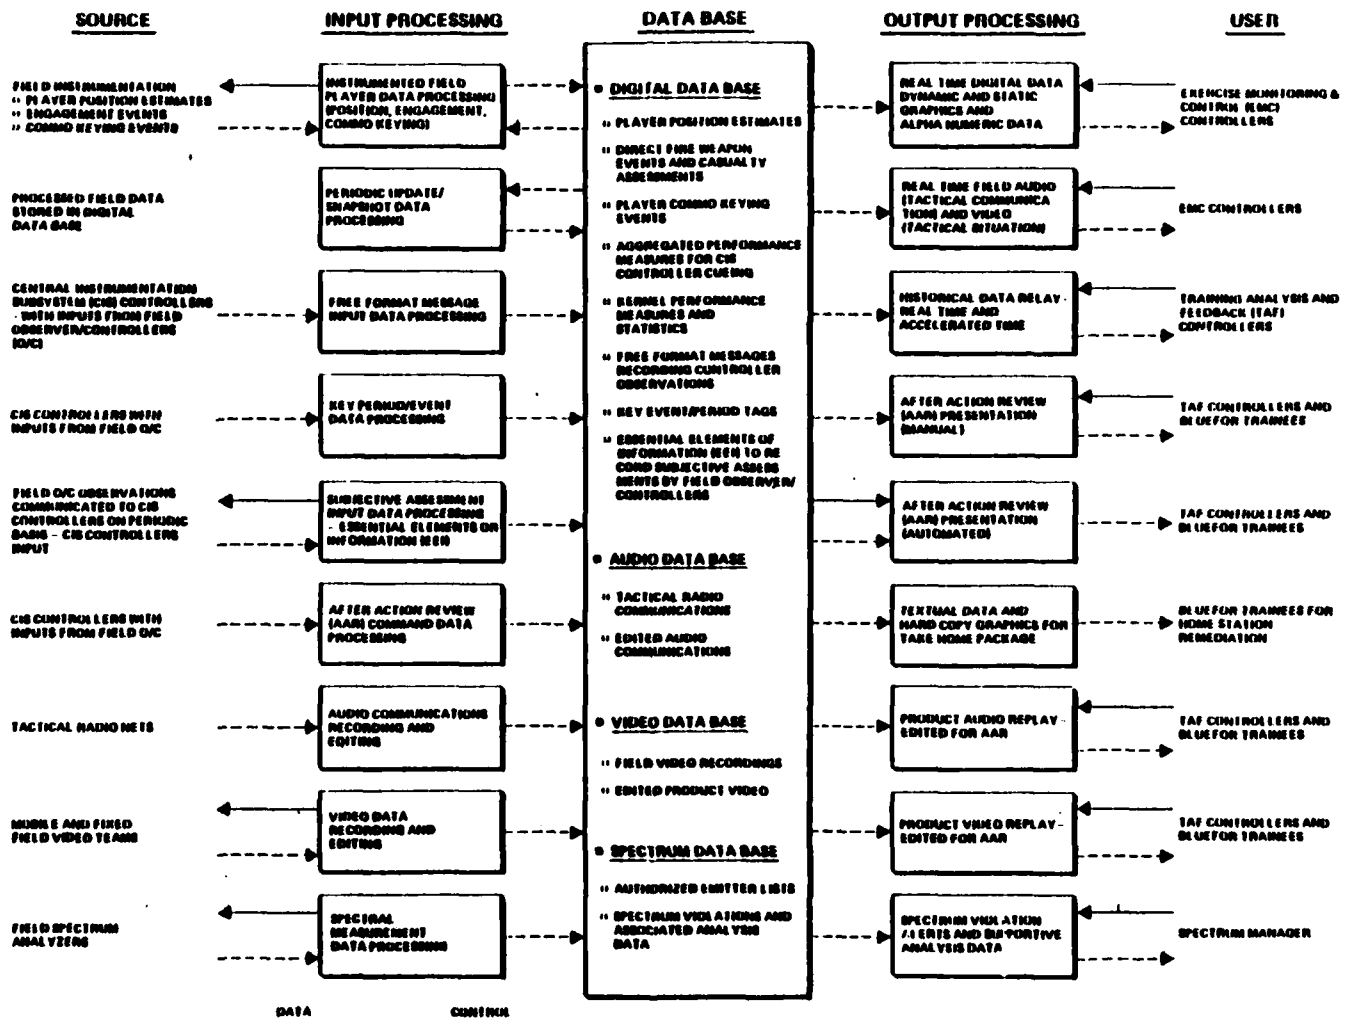 SOURCE
FIELD INSTRUMENTATION
" PLAYER POSITION ESTIMATES
" ENGAGEMENT EVENTS
" COMMO KEYING EVENTS
PROCESSED FIELD DATA
STORED IN DIGITAL
DATA BASE
CENTRAL INSTRUMENTATION
SUBSYSTEM (CIS) CONTROLLERS
- WITH INPUTS FROM FIELD
OBSERVER/CONTROLLERS
(O/C)
CIS CONTROLLERS WITH
INPUTS FROM FIELD O/C
FIELD O/C OBSERVATIONS
COMMUNICATED TO CIS
CONTROLLERS ON PERIODIC
BASIS - CIS CONTROLLERS
INPUT
CIS CONTROLLERS WITH
INPUTS FROM FIELD O/C
TACTICAL RADIO NETS
MOBILE AND FIXED
FIELD VIDEO TEAMS
FIELD SPECTRUM
ANALYZERS
INPUT PROCESSING
INSTRUMENTED FIELD
PLAYER DATA PROCESSING
(POSITION, ENGAGEMENT,
COMMO KEYING)
PERIODIC UPDATE/
SNAPSHOT DATA
PROCESSING
FREE FORMAT MESSAGE
INPUT DATA PROCESSING
KEY PERIOD/EVENT
DATA PROCESSING
SUBJECTIVE ASSESSMENT
INPUT DATA PROCESSING
- ESSENTIAL ELEMENTS OR
INFORMATION (EEI)
AFTER ACTION REVIEW
(AAR) COMMAND DATA
PROCESSING
AUDIO COMMUNICATIONS
RECORDING AND
EDITING
VIDEO DATA
RECORDING AND
EDITING
SPECTRAL
MEASUREMENT
DATA PROCESSING
DATA BASE
DIGITAL DATA BASE
" PLAYER POSITION ESTIMATES
" DIRECT FIRE WEAPON
EVENTS AND CASUALTY
ASSESSMENTS
" PLAYER COMMO KEYING
EVENTS
" AGGREGATED PERFORMANCE
MEASURES FOR CIS
CONTROLLER CUEING
" KERNEL PERFORMANCE
MEASURES AND
STATISTICS
" FREE FORMAT MESSAGES
RECORDING CONTROLLER
OBSERVATIONS
" KEY EVENT/PERIOD TAGS
" ESSENTIAL ELEMENTS OF
INFORMATION (EEI) TO RE
CORD SUBJECTIVE ASSESS
MENTS BY FIELD OBSERVER/
CONTROLLERS
AUDIO DATA BASE
" TACTICAL RADIO
COMMUNICATIONS
" EDITED AUDIO
COMMUNICATIONS
VIDEO DATA BASE
" FIELD VIDEO RECORDINGS
" EDITED PRODUCT VIDEO
SPECTRUM DATA BASE
" AUTHORIZED EMITTER LISTS
" SPECTRUM VIOLATIONS AND
ASSOCIATED ANALYSIS
DATA
OUTPUT PROCESSING
REAL TIME DIGITAL DATA
DYNAMIC AND STATIC
GRAPHICS AND
ALPHA NUMERIC DATA
REAL TIME FIELD AUDIO
(TACTICAL COMMUNICA
TION) AND VIDEO
(TACTICAL SITUATION)
HISTORICAL DATA RELAY -
REAL TIME AND
ACCELERATED TIME
AFTER ACTION REVIEW
(AAR) PRESENTATION
(MANUAL)
AFTER ACTION REVIEW
(AAR) PRESENTATION
(AUTOMATED)
TEXTUAL DATA AND
HARD COPY GRAPHICS FOR
TAKE HOME PACKAGE
PRODUCT AUDIO REPLAY -
EDITED FOR AAR
PRODUCT VIDEO REPLAY -
EDITED FOR AAR
SPECTRUM VIOLATION
ALERTS AND SUPPORTIVE
ANALYSIS DATA
USER
EXERCISE MONITORING &
CONTROL (EMC)
CONTROLLERS
EMC CONTROLLERS
TRAINING ANALYSIS AND
FEEDBACK (TAF)
CONTROLLERS
TAF CONTROLLERS AND
BLUEFOR TRAINEES
TAF CONTROLLERS AND
BLUEFOR TRAINEES
BLUEFOR TRAINEES FOR
HOME STATION
REMEDIATION
TAF CONTROLLERS AND
BLUEFOR TRAINEES
TAF CONTROLLERS AND
BLUEFOR TRAINEES
SPECTRUM MANAGER
DATA
CONTROL